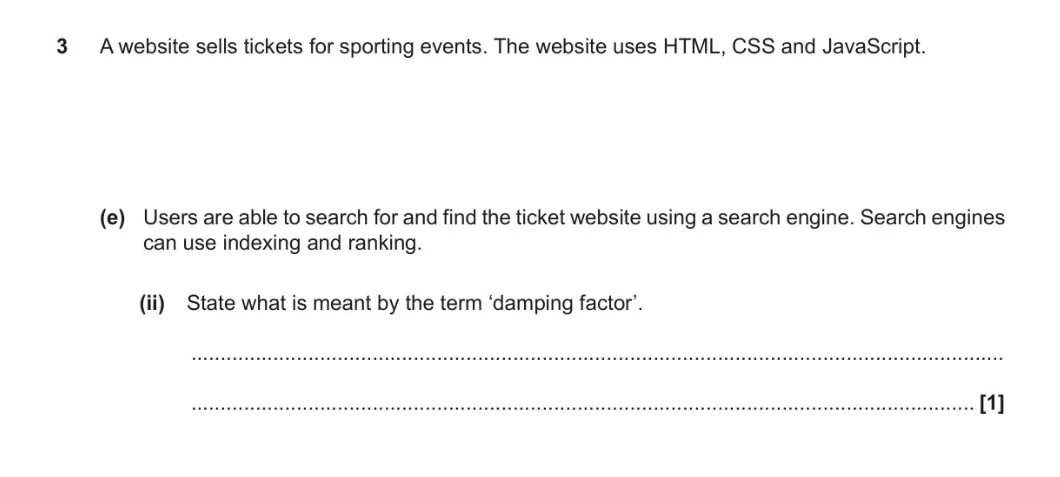 3 A website sells tickets for sporting events. The website uses HTML, CSS and JavaScript.
(e) Users are able to search for and find the ticket website using a search engine. Search engines
can use indexing and ranking.
(ii) State what is meant by the term ‘damping factor’.
...................................................................................................................................................
.............................................................................................................................................. [1]